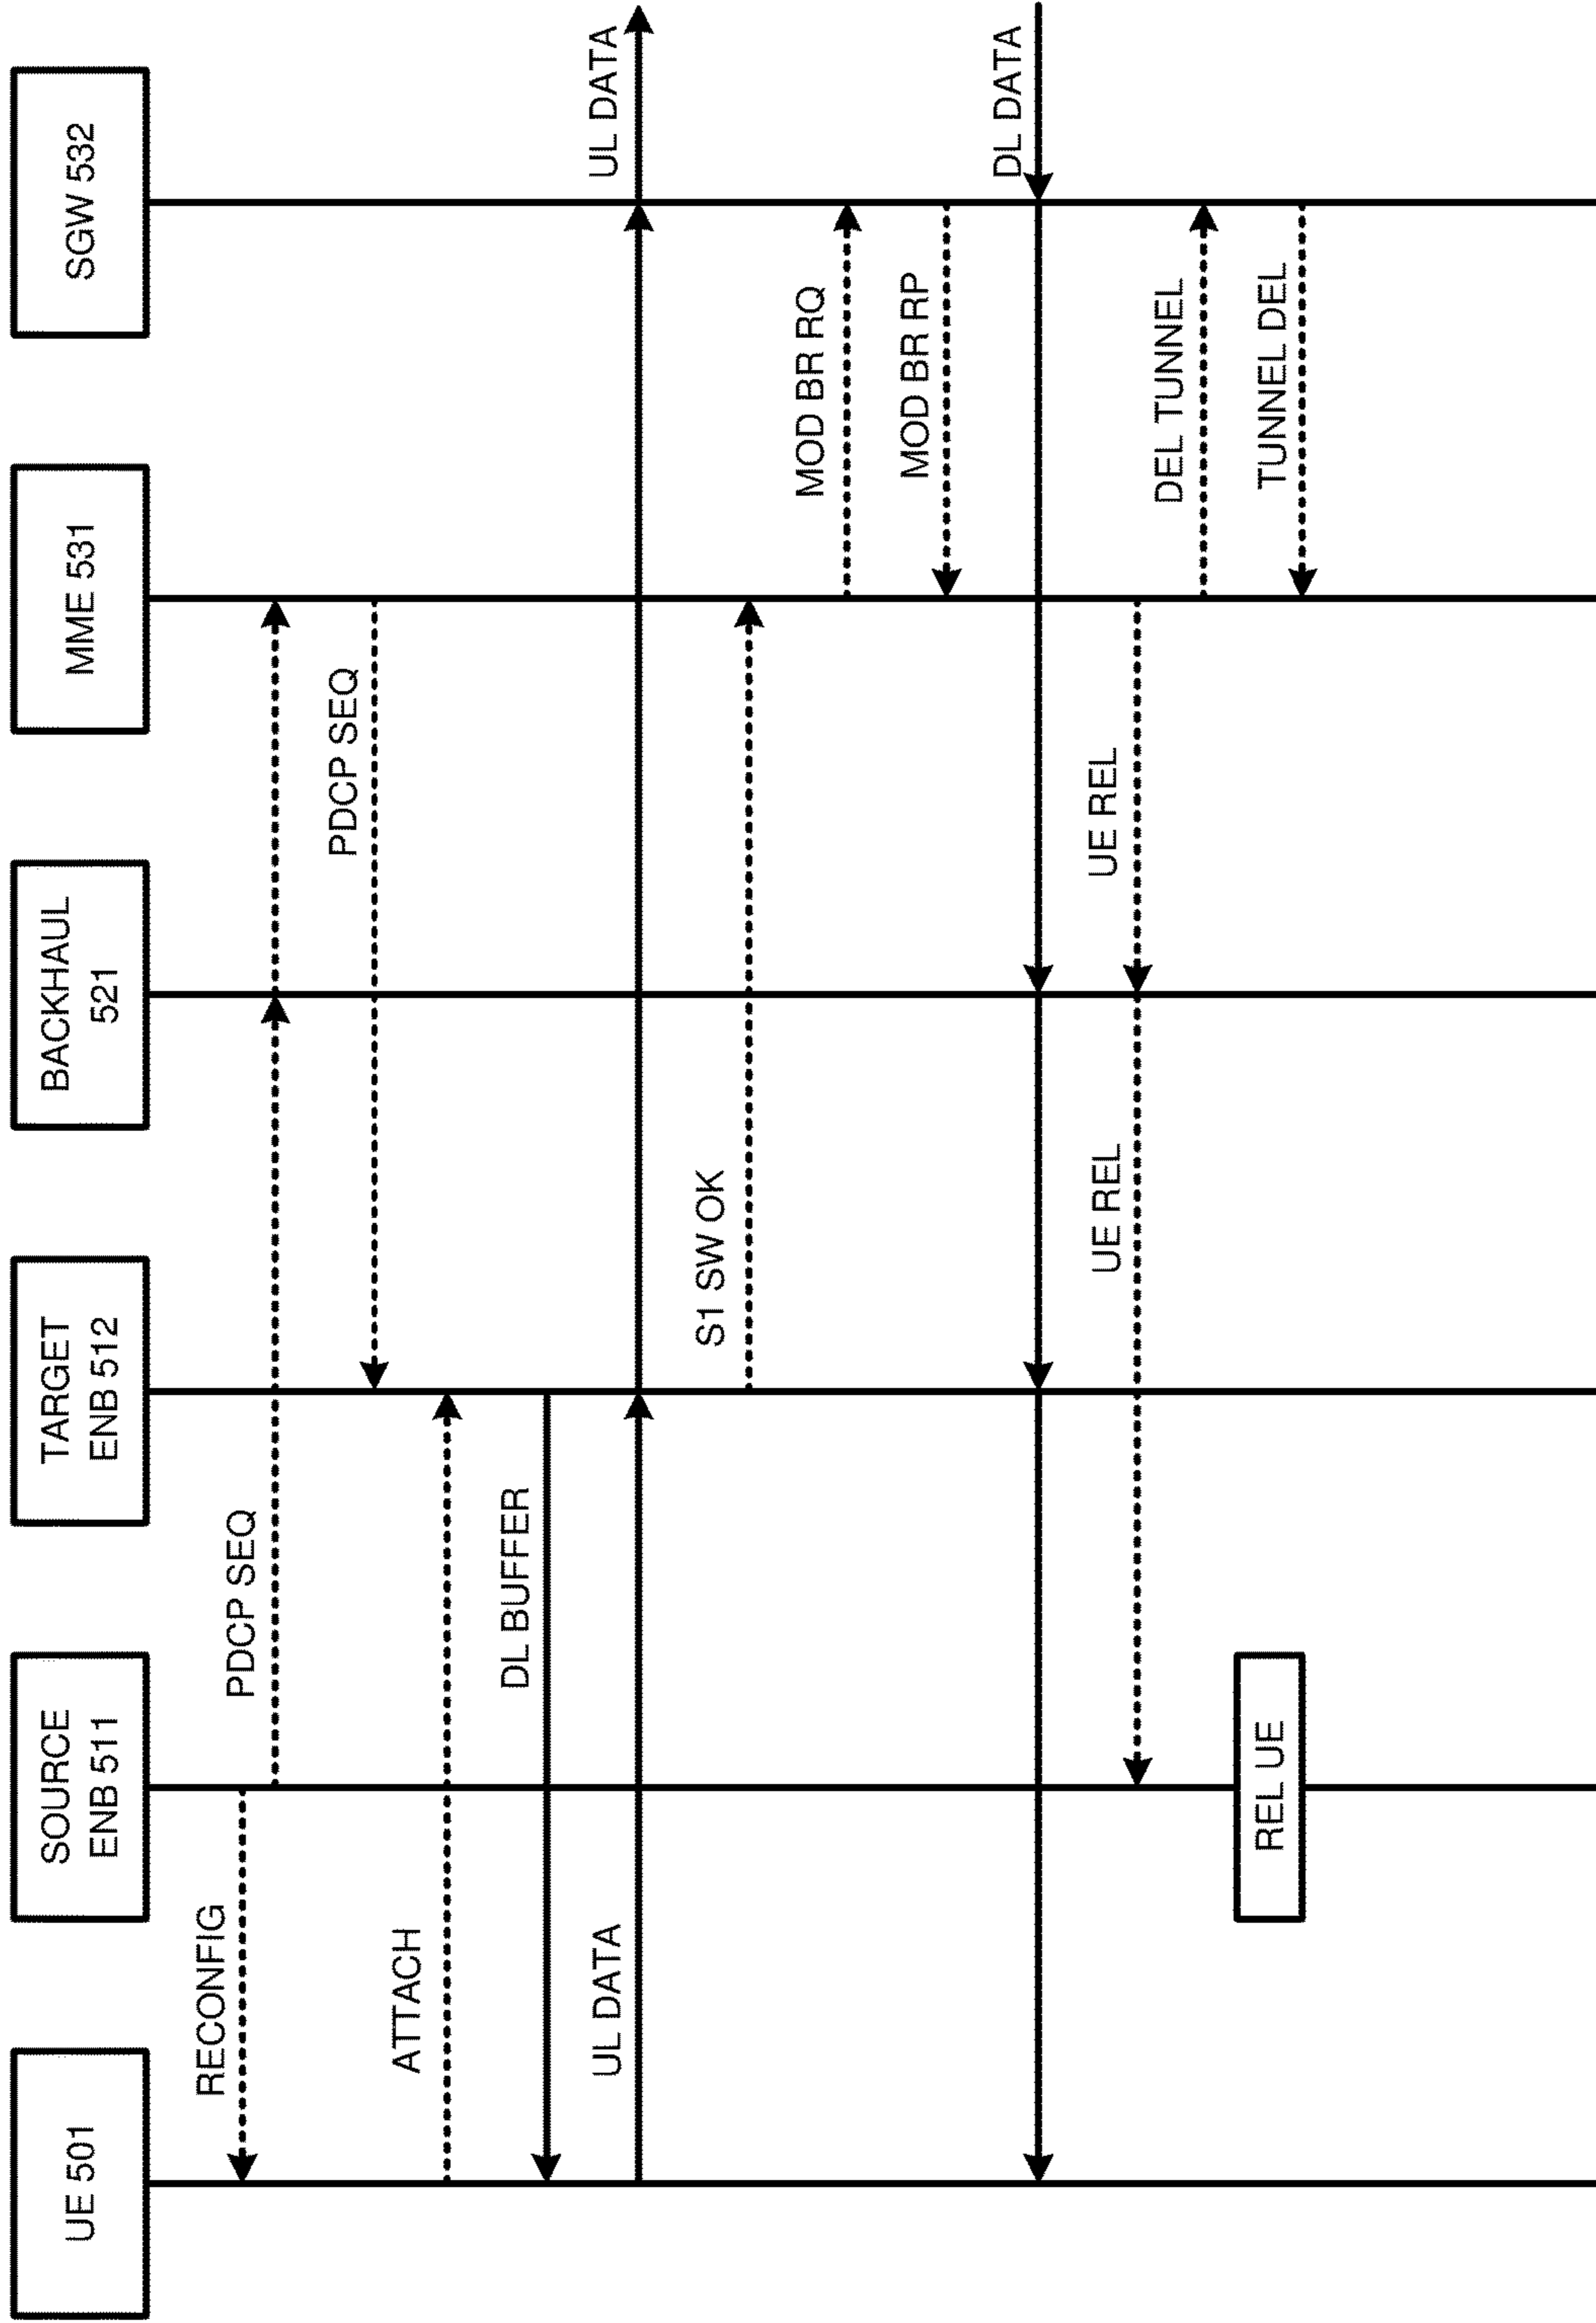 UE 501
SOURCE
ENB 511
TARGET
ENB 512
BACKHAUL
521
MME 531
SGW 532
RECONFIG
PDCP SEQ
PDCP SEQ
ATTACH
DL BUFFER
UL DATA
UL DATA
S1 SW OK
MOD BR RQ
MOD BR RP
DL DATA
UE REL
UE REL
DEL TUNNEL
REL UE
TUNNEL DEL